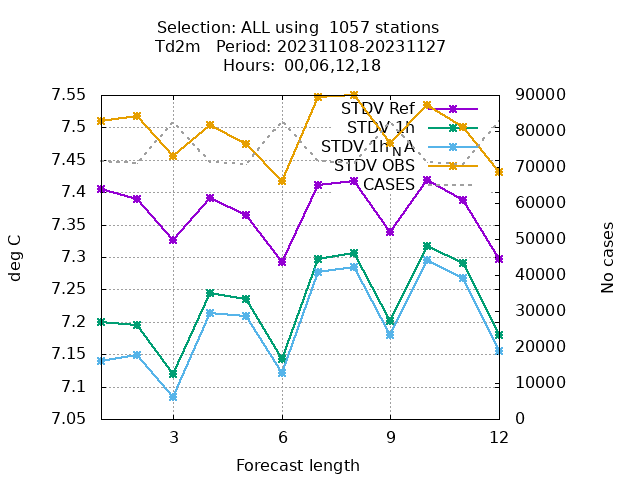 Selection: ALL using  1057 stations
Td2m   Period: 20231108-20231127
Hours:  00,06,12,18
7.55
7.5
7.45
7.4
7.35
7.3
7.25
7.2
7.15
7.1
7.05
90000
80000
70000
60000
50000
40000
30000
20000
10000
0
STDV Ref
STDV 1h
STDV 1hNA
STDV OBS
CASES
deg C
No cases
3
6
9
12
Forecast length